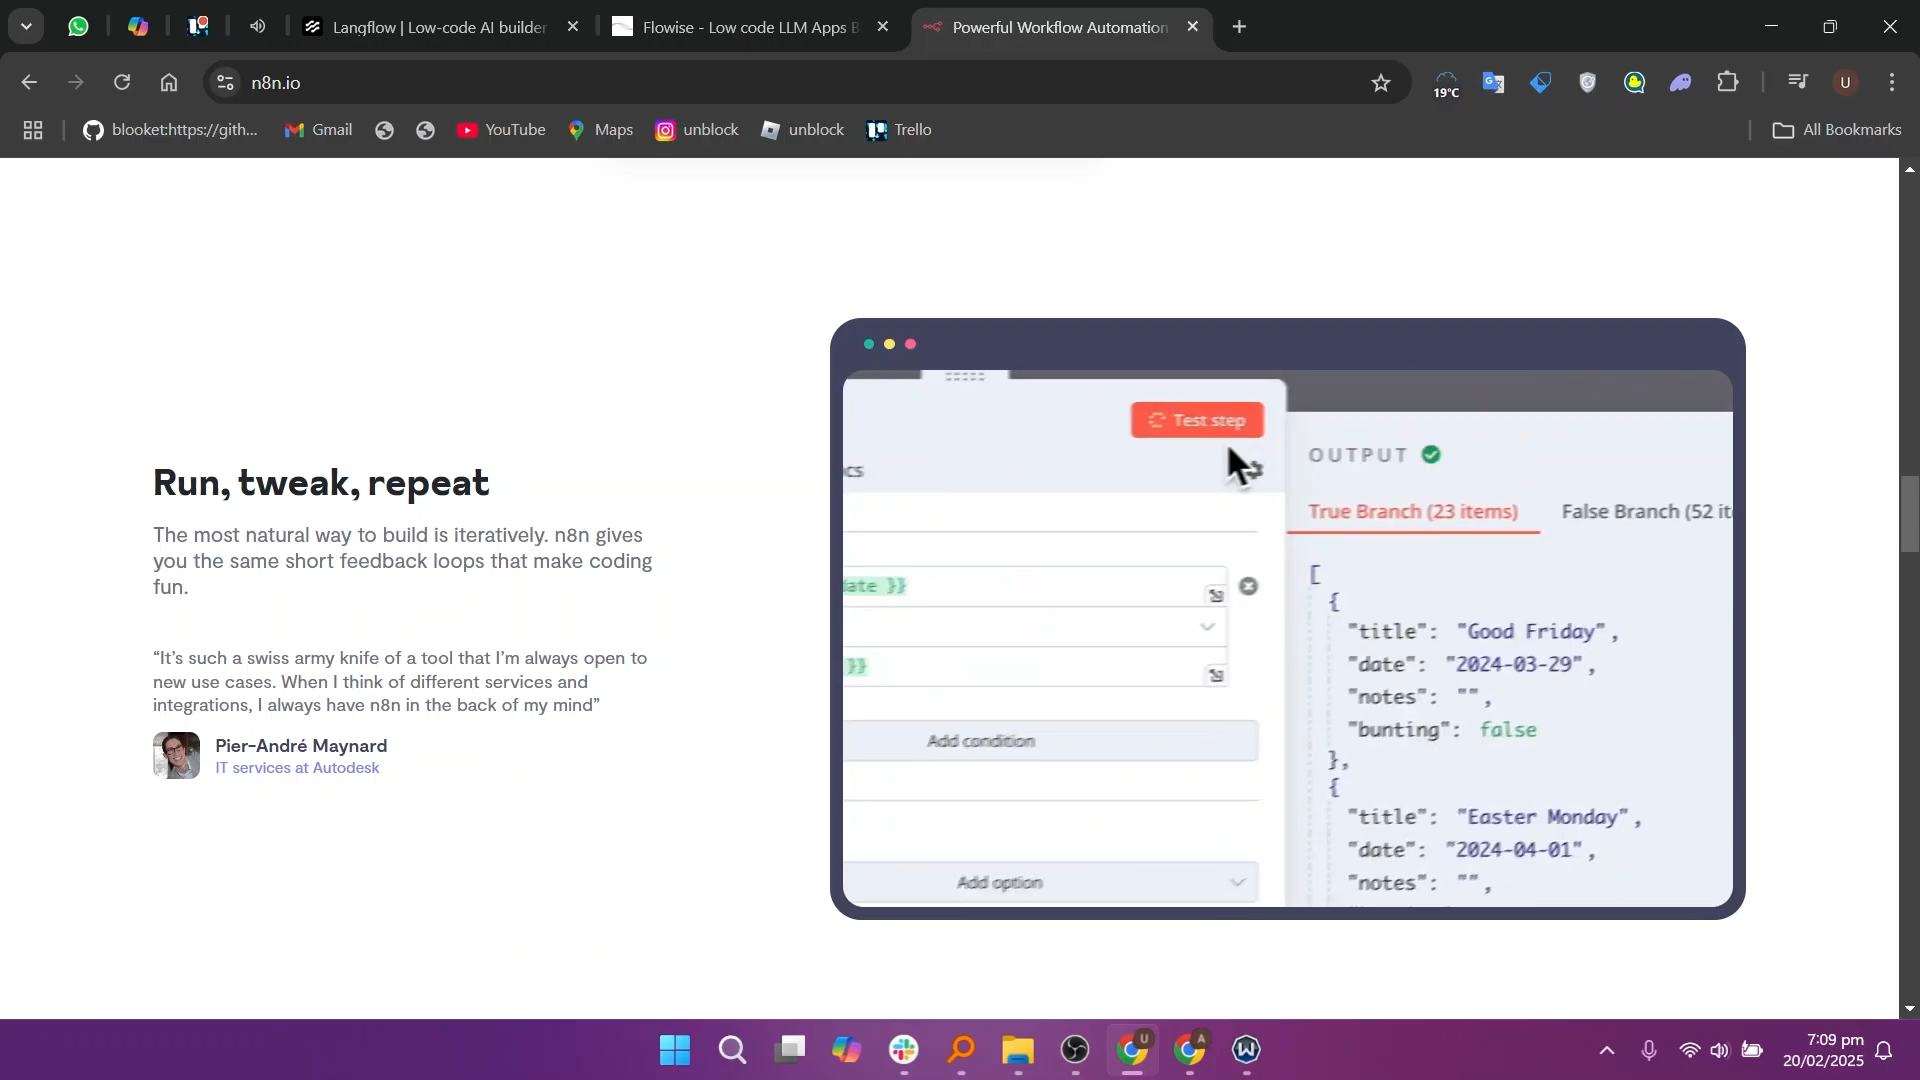 Langflow | Low-code AI builder
Flowise - Low code LLM Apps B
Powerful Workflow Automation
n8n.io
19°C
U
blooket:https://gith...
Gmail
YouTube
Maps
unblock
unblock
Trello
All Bookmarks
Test step
OUTPUT
cs
True Branch (23 items)
False Branch (52 it
Run, tweak, repeat
The most natural way to build is iteratively. n8n gives
you the same short feedback loops that make coding
fun.
“It’s such a swiss army knife of a tool that I’m always open to
new use cases. When I think of different services and
integrations, I always have n8n in the back of my mind”
Pier-André Maynard
IT services at Autodesk
date }}
}}
Add condition
Add option
[
{
"title": "Good Friday",
"date": "2024-03-29",
"notes": "",
"bunting": false
},
{
"title": "Easter Monday",
"date": "2024-04-01",
"notes": "",
U
A
7:09 pm
20/02/2025